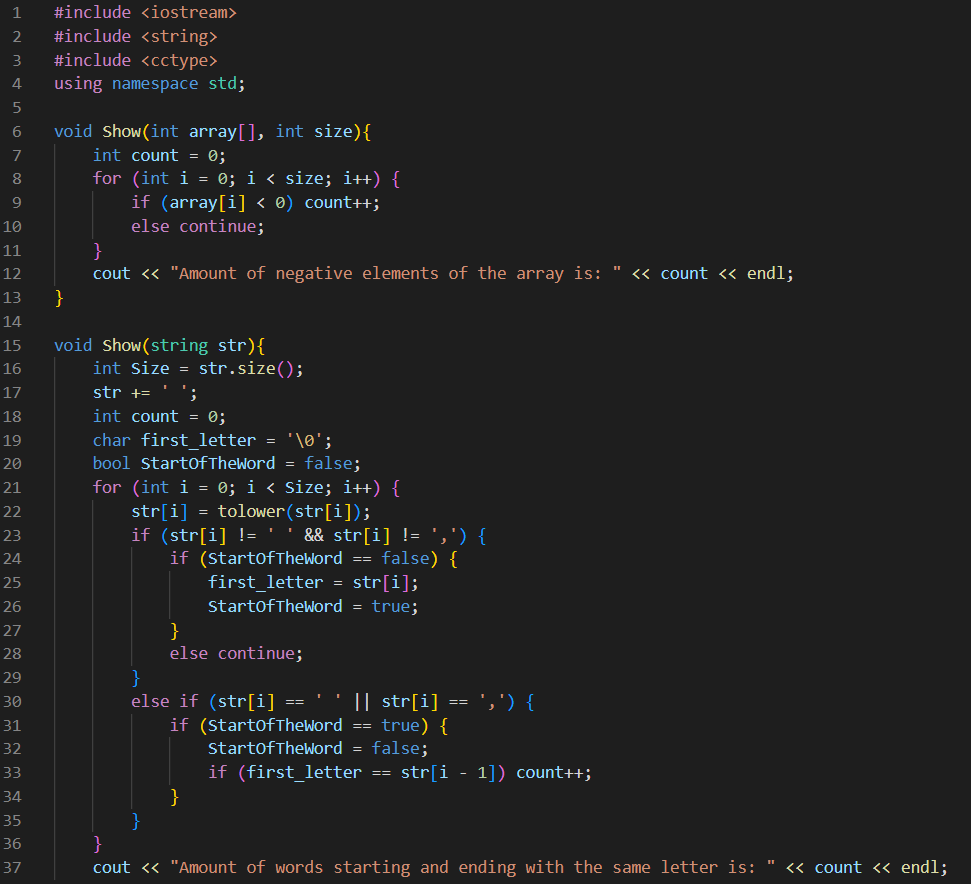 1 #include <iostream>
2 #include <string>
3 #include <cctype>
4 using namespace std;
5
6 void Show(int array[], int size){
7     int count = 0;
8     for (int i = 0; i < size; i++) {
9         if (array[i] < 0) count++;
10         else continue;
11     }
12     cout << "Amount of negative elements of the array is: " << count << endl;
13 }
14
15 void Show(string str){
16     int Size = str.size();
17     str += ' ';
18     int count = 0;
19     char first_letter = '\0';
20     bool StartOfTheWord = false;
21     for (int i = 0; i < Size; i++) {
22         str[i] = tolower(str[i]);
23         if (str[i] != ' ' && str[i] != ',') {
24             if (StartOfTheWord == false) {
25                 first_letter = str[i];
26                 StartOfTheWord = true;
27             }
28             else continue;
29         }
30         else if (str[i] == ' ' || str[i] == ',') {
31             if (StartOfTheWord == true) {
32                 StartOfTheWord = false;
33                 if (first_letter == str[i - 1]) count++;
34             }
35         }
36     }
37     cout << "Amount of words starting and ending with the same letter is: " << count << endl;